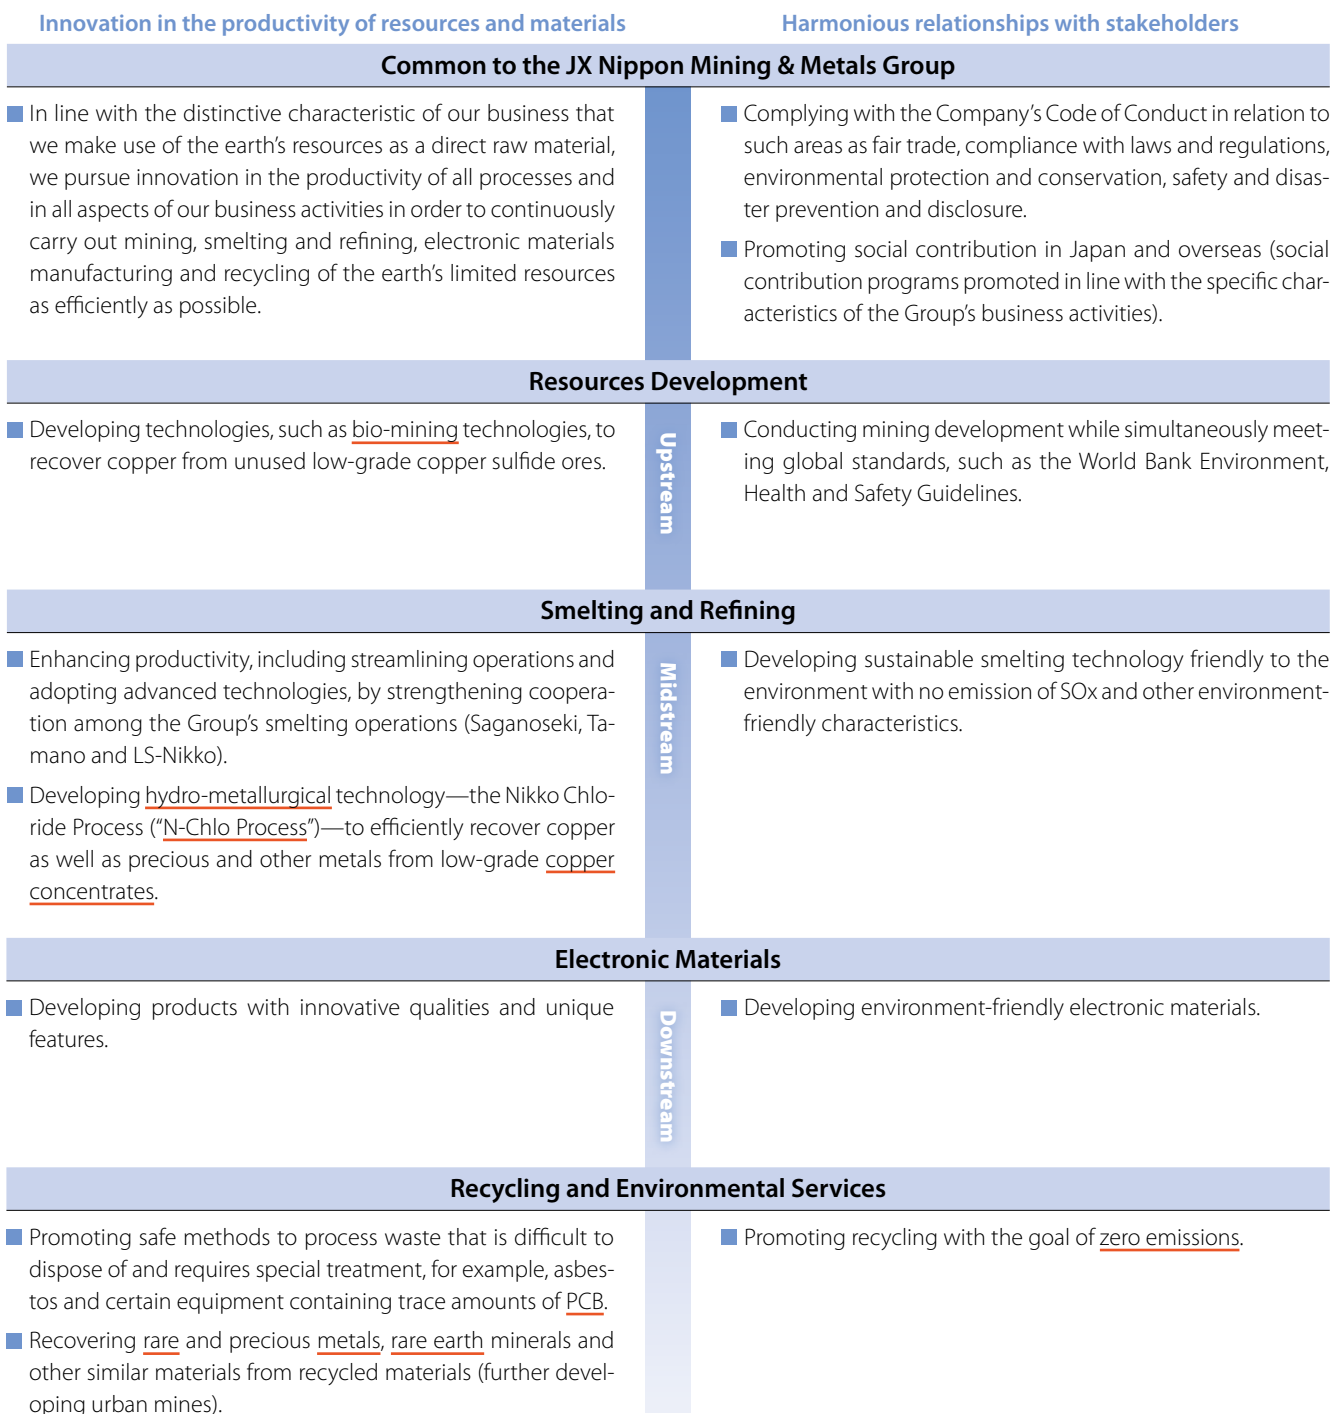 Innovation in the productivity of resources and materials
Harmonious relationships with stakeholders
Common to the JX Nippon Mining & Metals Group
In line with the distinctive characteristic of our business that
we make use of the earth's resources as a direct raw material,
we pursue innovation in the productivity of all processes and
in all aspects of our business activities in order to continuously
carry out mining, smelting and refining, electronic materials
manufacturing and recycling of the earth's limited resources
as efficiently as possible.
Complying with the Company's Code of Conduct in relation to
such areas as fair trade, compliance with laws and regulations,
environmental protection and conservation, safety and disas-
ter prevention and disclosure.
Promoting social contribution in Japan and overseas (social
contribution programs promoted in line with the specific char-
acteristics of the Group's business activities).
Resources Development
Developing technologies, such as bio-mining technologies, to
recover copper from unused low-grade copper sulfide ores.
Upstream
Conducting mining development while simultaneously meet-
ing global standards, such as the World Bank Environment,
Health and Safety Guidelines.
Smelting and Refining
Enhancing productivity, including streamlining operations and
adopting advanced technologies, by strengthening coopera-
tion among the Group's smelting operations (Saganoseki, Ta-
mano and LS-Nikko).
Developing hydro-metallurgical technology—the Nikko Chlo-
ride Process ("N-Chlo Process")—to efficiently recover copper
as well as precious and other metals from low-grade copper
concentrates.
Midstream
Developing sustainable smelting technology friendly to the
environment with no emission of SOx and other environment-
friendly characteristics.
Electronic Materials
Developing products with innovative qualities and unique
features.
Downstream
Developing environment-friendly electronic materials.
Recycling and Environmental Services
Promoting safe methods to process waste that is difficult to
dispose of and requires special treatment, for example, asbes-
tos and certain equipment containing trace amounts of PCB.
Recovering rare and precious metals, rare earth minerals and
other similar materials from recycled materials (further devel-
oping urban mines).
Promoting recycling with the goal of zero emissions.